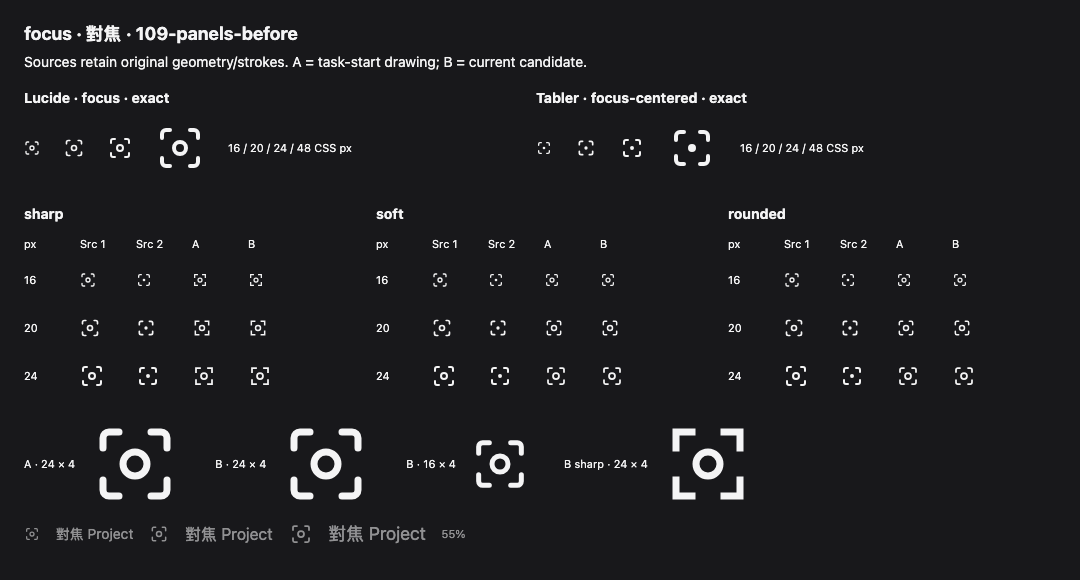 focus · 對焦 · 109-panels-before
Sources retain original geometry/strokes. A = task-start drawing; B = current candidate.
Lucide · focus · exact
Tabler · focus-centered · exact
16 / 20 / 24 / 48 CSS px
16 / 20 / 24 / 48 CSS px
sharp
soft
rounded
px Src 1 Src 2 A B
px Src 1 Src 2 A B
px Src 1 Src 2 A B
16
16
16
20
20
20
24
24
24
A · 24 × 4
B · 24 × 4
B · 16 × 4
B sharp · 24 × 4
對焦 Project
對焦 Project
對焦 Project
55%